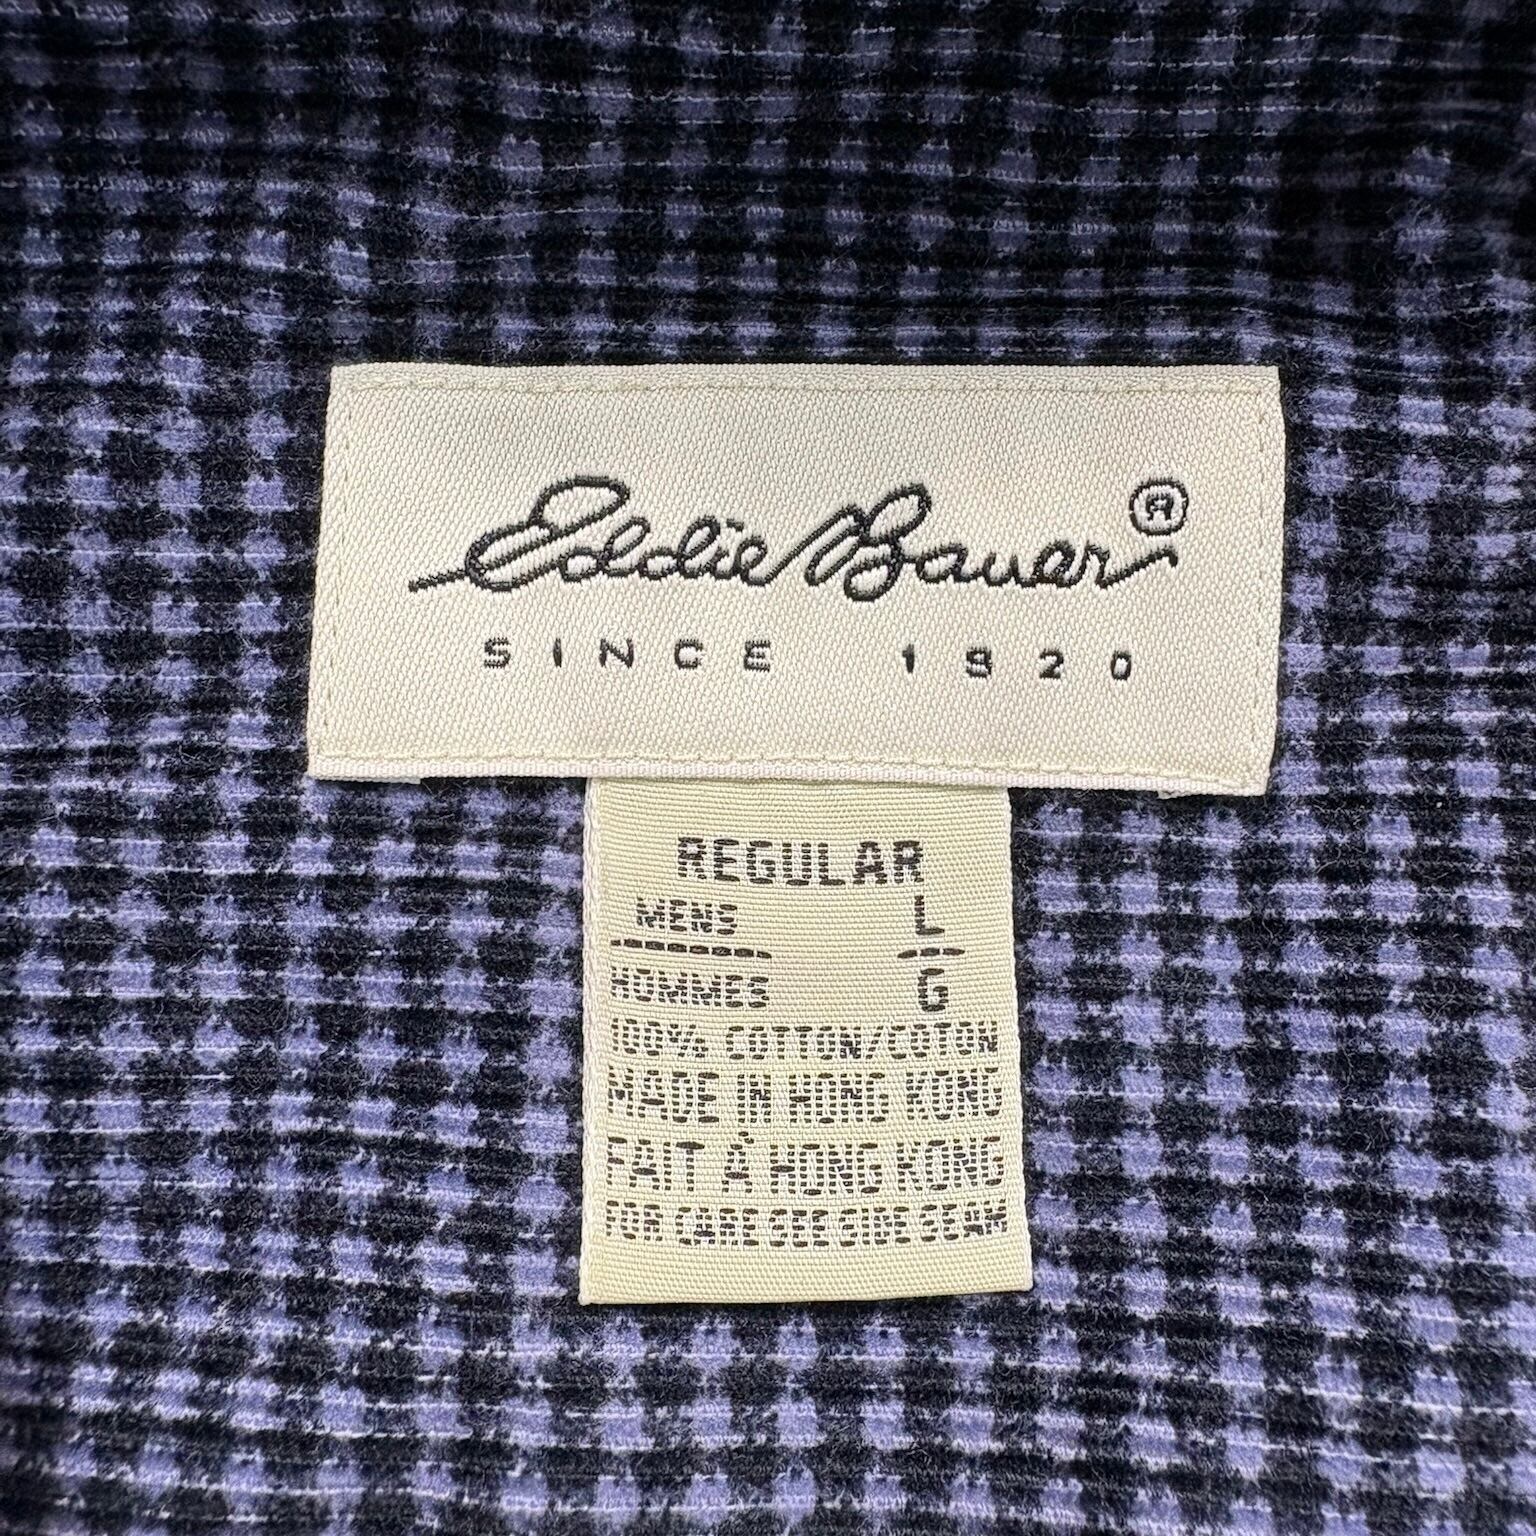 Eddie Bauer ®
SINCE 1920
REGULAR
MENS L
HOMMES G
100% COTTON/COTON
MADE IN HONG KONG
FAIT À HONG KONG
FOR CARE SEE SIDE SEAM